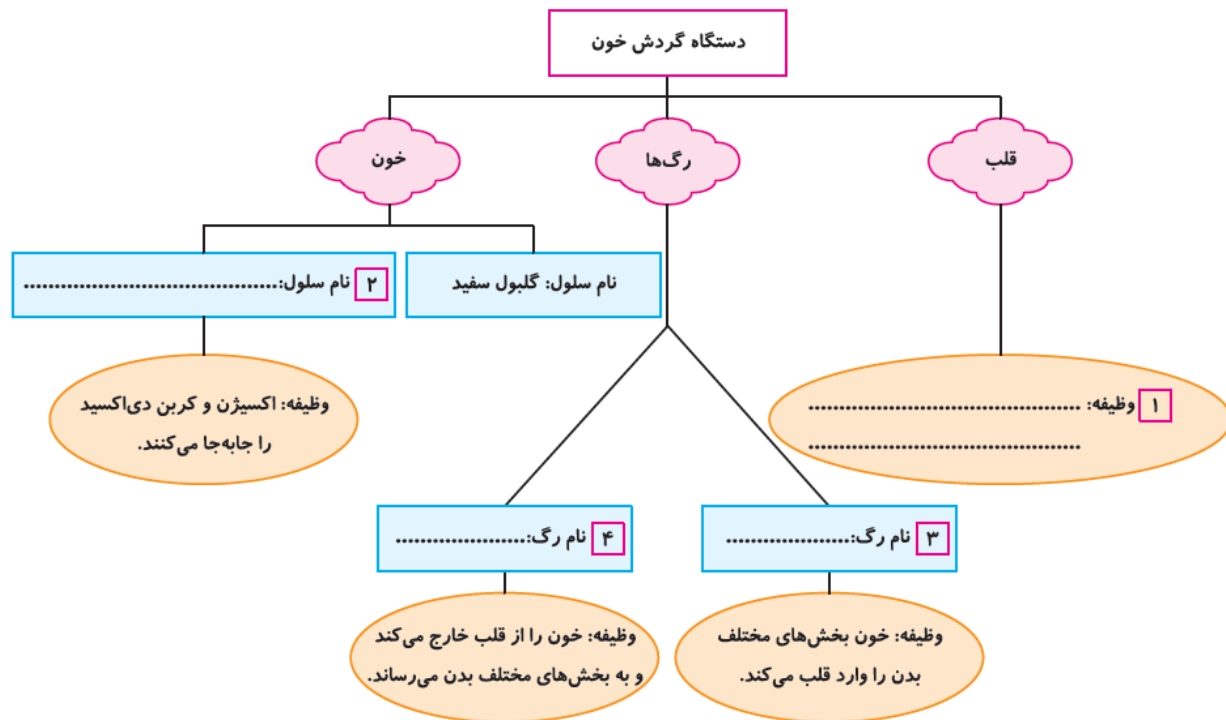 دستگاه گردش خون
قلب
رگ‌ها
خون
نام سلول: گلبول سفید
۲ نام سلول:..........................................
۱ وظیفه: ............................................
............................................
وظیفه: اکسیژن و کربن دی‌اکسید
را جابه‌جا می‌کنند.
۳ نام رگ:....................
۴ نام رگ:.....................
وظیفه: خون بخش‌های مختلف
بدن را وارد قلب می‌کند.
وظیفه: خون را از قلب خارج می‌کند
و به بخش‌های مختلف بدن می‌رساند.